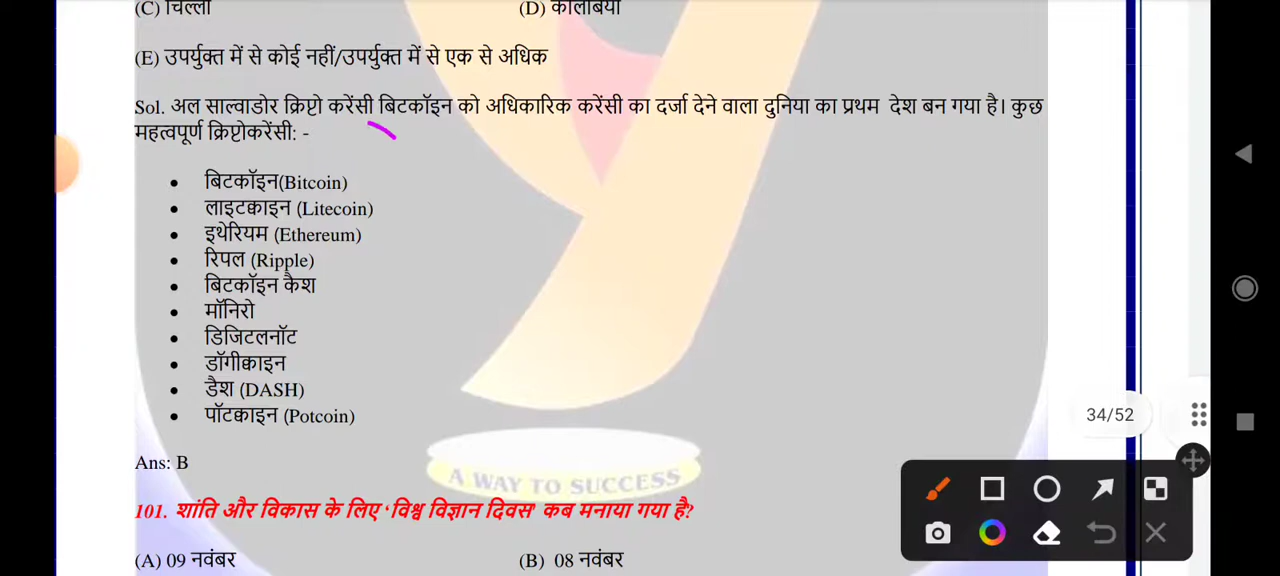 (C) चिल्ली (D) कोलंबिया
(E) उपर्युक्त में से कोई नहीं/उपर्युक्त में से एक से अधिक
Sol. अल साल्वाडोर क्रिप्टो करेंसी बिटकॉइन को अधिकारिक करेंसी का दर्जा देने वाला दुनिया का प्रथम देश बन गया है। कुछ
महत्वपूर्ण क्रिप्टोकरेंसी: -
• बिटकॉइन(Bitcoin)
• लाइटक्वाइन (Litecoin)
• इथेरियम (Ethereum)
• रिपल (Ripple)
• बिटकॉइन कैश
• मॉनिरो
• डिजिटलनॉट
• डॉगीक्वाइन
• डैश (DASH)
• पॉटक्वाइन (Potcoin)
34/52
Ans: B
A WAY TO SUCCESS
101. शांति और विकास के लिए ‘विश्व विज्ञान दिवस’ कब मनाया गया है?
(A) 09 नवंबर (B) 08 नवंबर